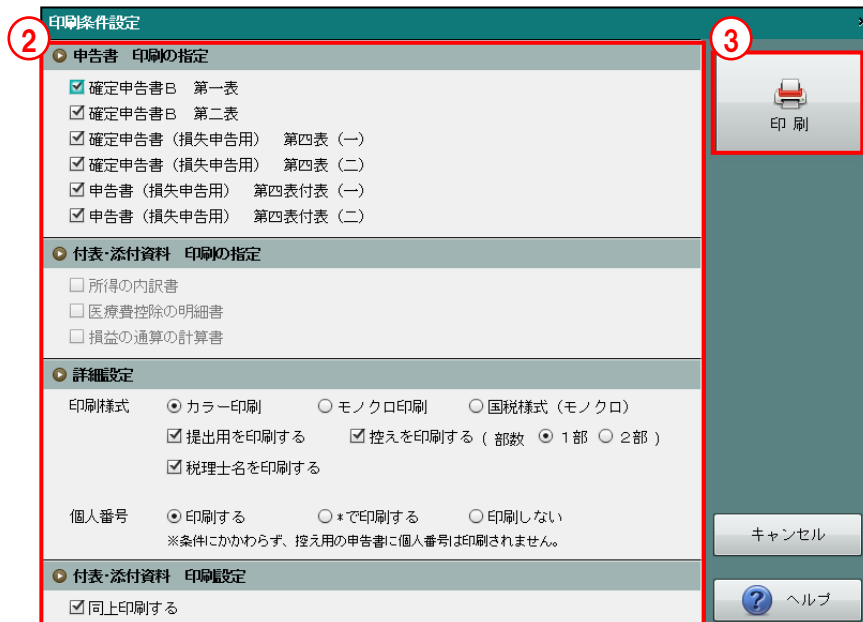 印刷条件設定
②
③
申告書 印刷の指定
確定申告書B 第一表
確定申告書B 第二表
確定申告書（損失申告用） 第四表（一）
確定申告書（損失申告用） 第四表（二）
申告書（損失申告用） 第四表付表（一）
申告書（損失申告用） 第四表付表（二）
印 刷
付表・添付資料 印刷の指定
所得の内訳書
医療費控除の明細書
損益の通算の計算書
詳細設定
印刷様式 カラー印刷 モノクロ印刷 国税様式（モノクロ）
提出用を印刷する 控えを印刷する ( 部数 1部 2部 )
税理士名を印刷する
個人番号 印刷する *で印刷する 印刷しない
※条件にかかわらず、控え用の申告書に個人番号は印刷されません。
キャンセル
付表・添付資料 印刷設定
同上印刷する
ヘルプ